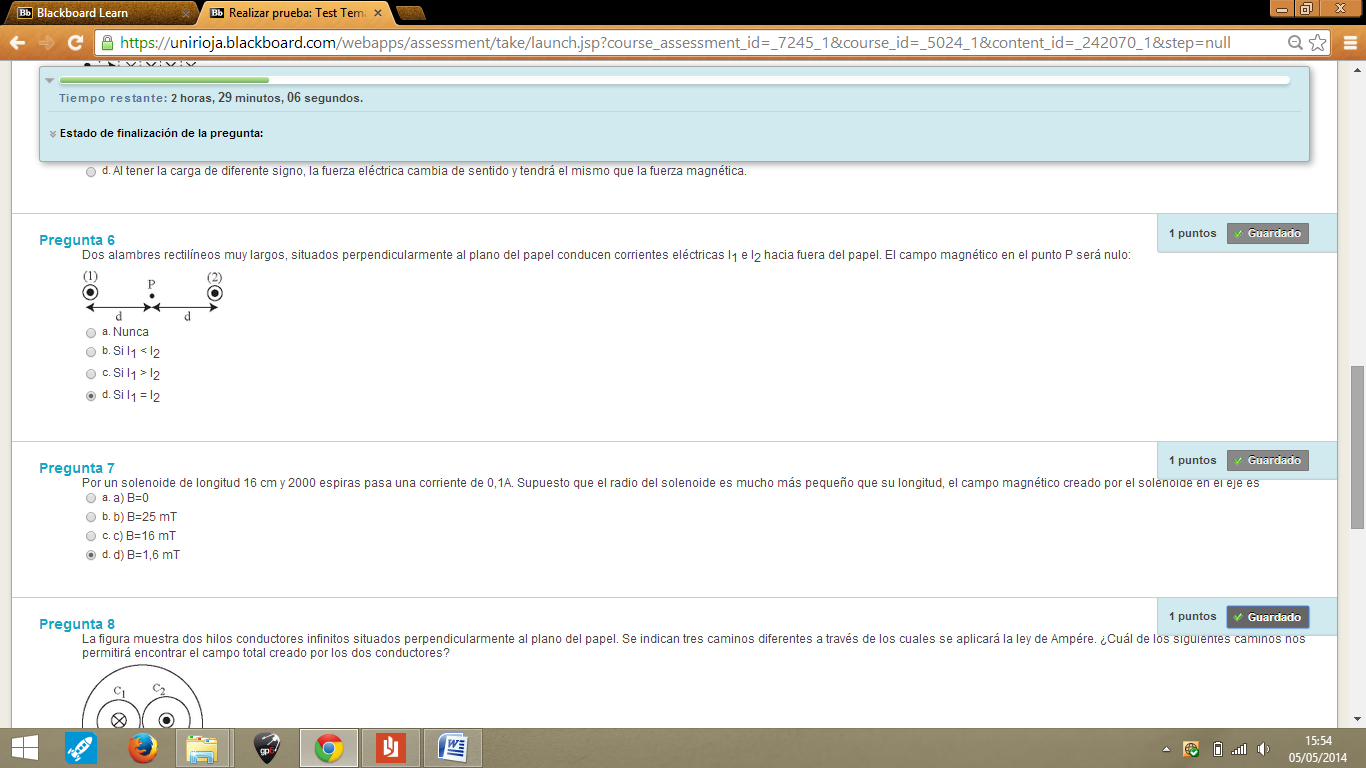 Blackboard Learn
Realizar prueba: Test Tem
https://unirioja.blackboard.com/webapps/assessment/take/launch.jsp?course_assessment_id=_7245_1&course_id=_5024_1&content_id=_242070_1&step=null
Tiempo restante: 2 horas, 29 minutos, 06 segundos.
Estado de finalización de la pregunta:
d. Al tener la carga de diferente signo, la fuerza eléctrica cambia de sentido y tendrá el mismo que la fuerza magnética.
Pregunta 6
1 puntos Guardado
Dos alambres rectilíneos muy largos, situados perpendicularmente al plano del papel conducen corrientes eléctricas I1 e I2 hacia fuera del papel. El campo magnético en el punto P será nulo:
(1) P (2)
d d
a. Nunca
b. Si I1 < I2
c. Si I1 > I2
d. Si I1 = I2
Pregunta 7
1 puntos Guardado
Por un solenoide de longitud 16 cm y 2000 espiras pasa una corriente de 0,1A. Supuesto que el radio del solenoide es mucho más pequeño que su longitud, el campo magnético creado por el solenoide en el eje es
a. a) B=0
b. b) B=25 mT
c. c) B=16 mT
d. d) B=1,6 mT
Pregunta 8
1 puntos Guardado
La figura muestra dos hilos conductores infinitos situados perpendicularmente al plano del papel. Se indican tres caminos diferentes a través de los cuales se aplicará la ley de Ampére. ¿Cuál de los siguientes caminos nos
permitirá encontrar el campo total creado por los dos conductores?
C1 C2
15:54
05/05/2014